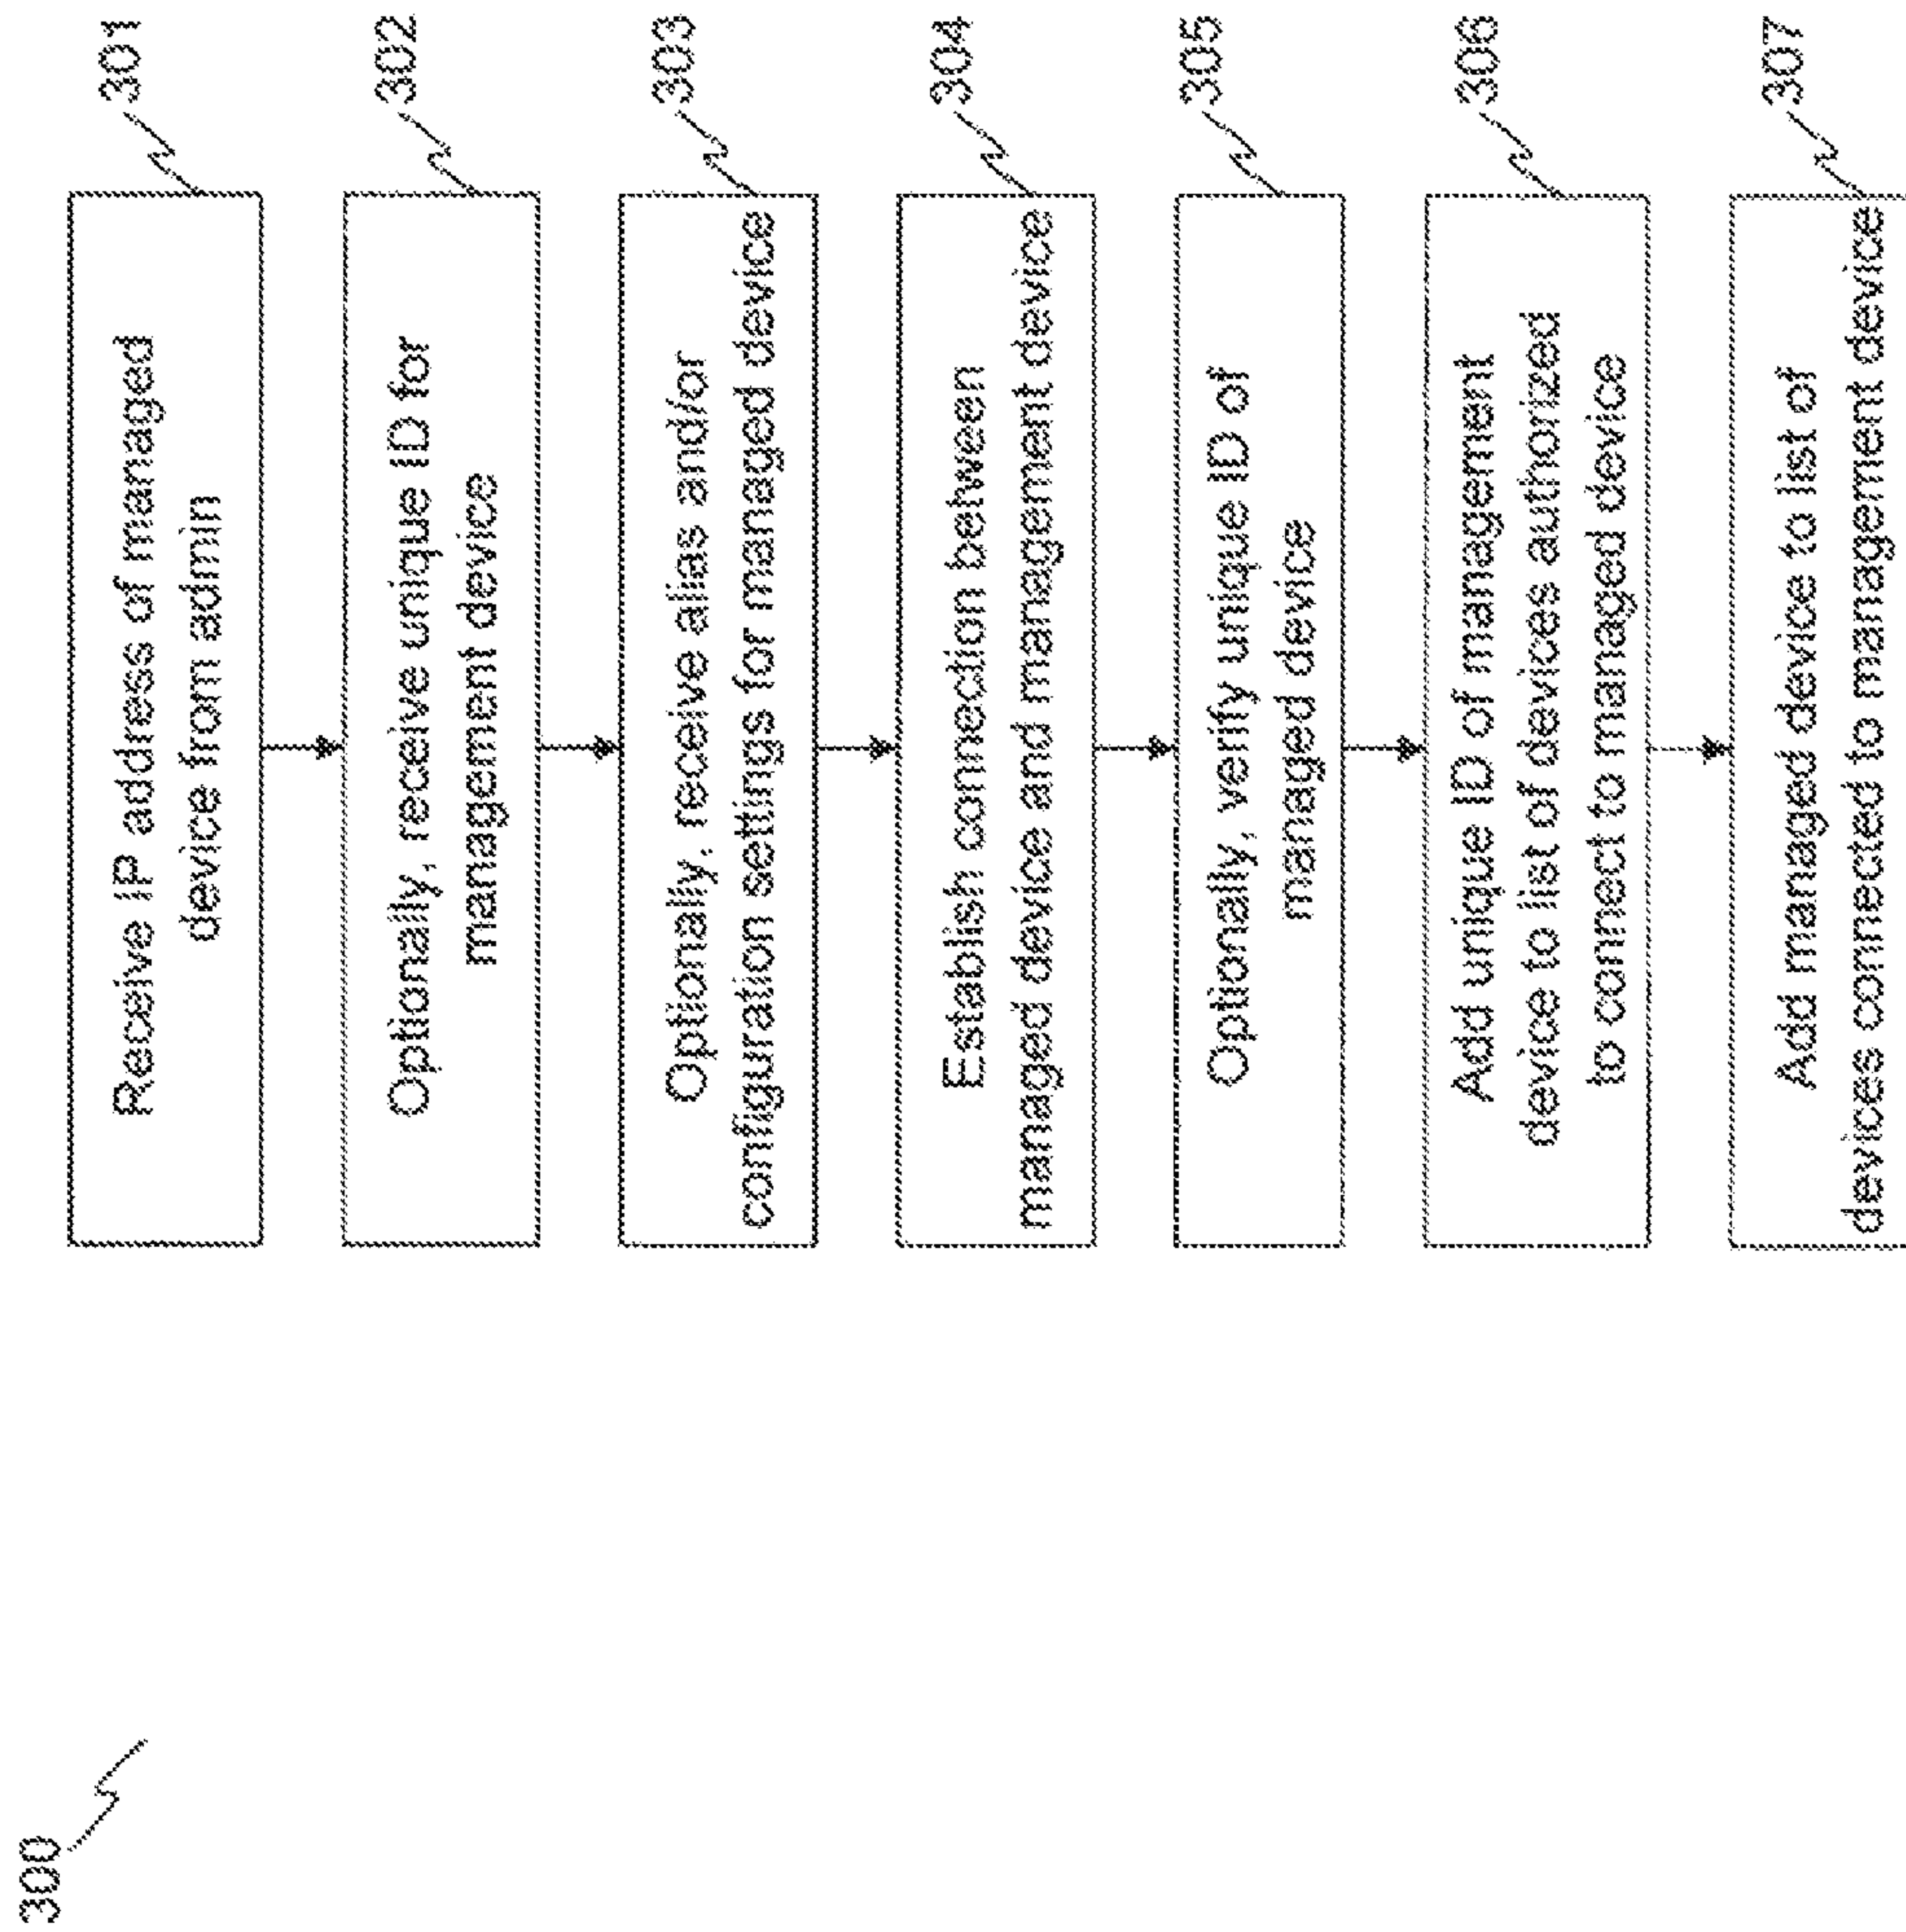 300
Receive IP address of managed
device from admin
301
Optionally, receive unique ID for
management device
302
Optionally, receive alias and/or
configuration settings for managed device
303
Establish connection between
managed device and management device
304
Optionally, verify unique ID of
managed device
305
Add unique ID of management
device to list of devices authorized
to connect to managed device
306
Add managed device to list of
devices connected to management device
307